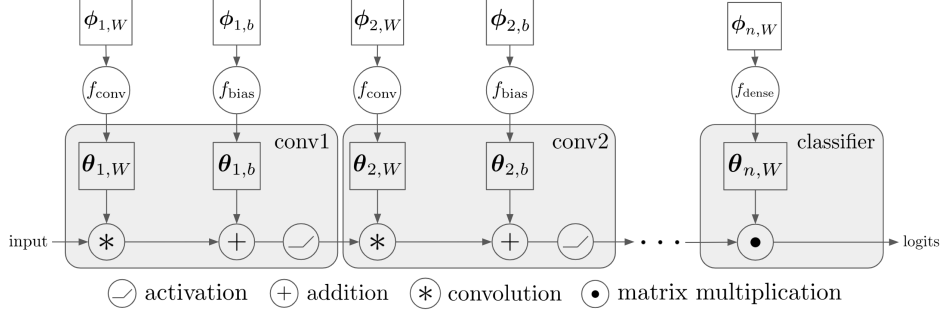 ϕ1,W ϕ1,b ϕ2,W ϕ2,b ϕn,W
fconv fbias fconv fbias fdense
conv1 conv2 classifier
θ1,W θ1,b θ2,W θ2,b θn,W
input * + * + ... • logits
activation + addition * convolution • matrix multiplication